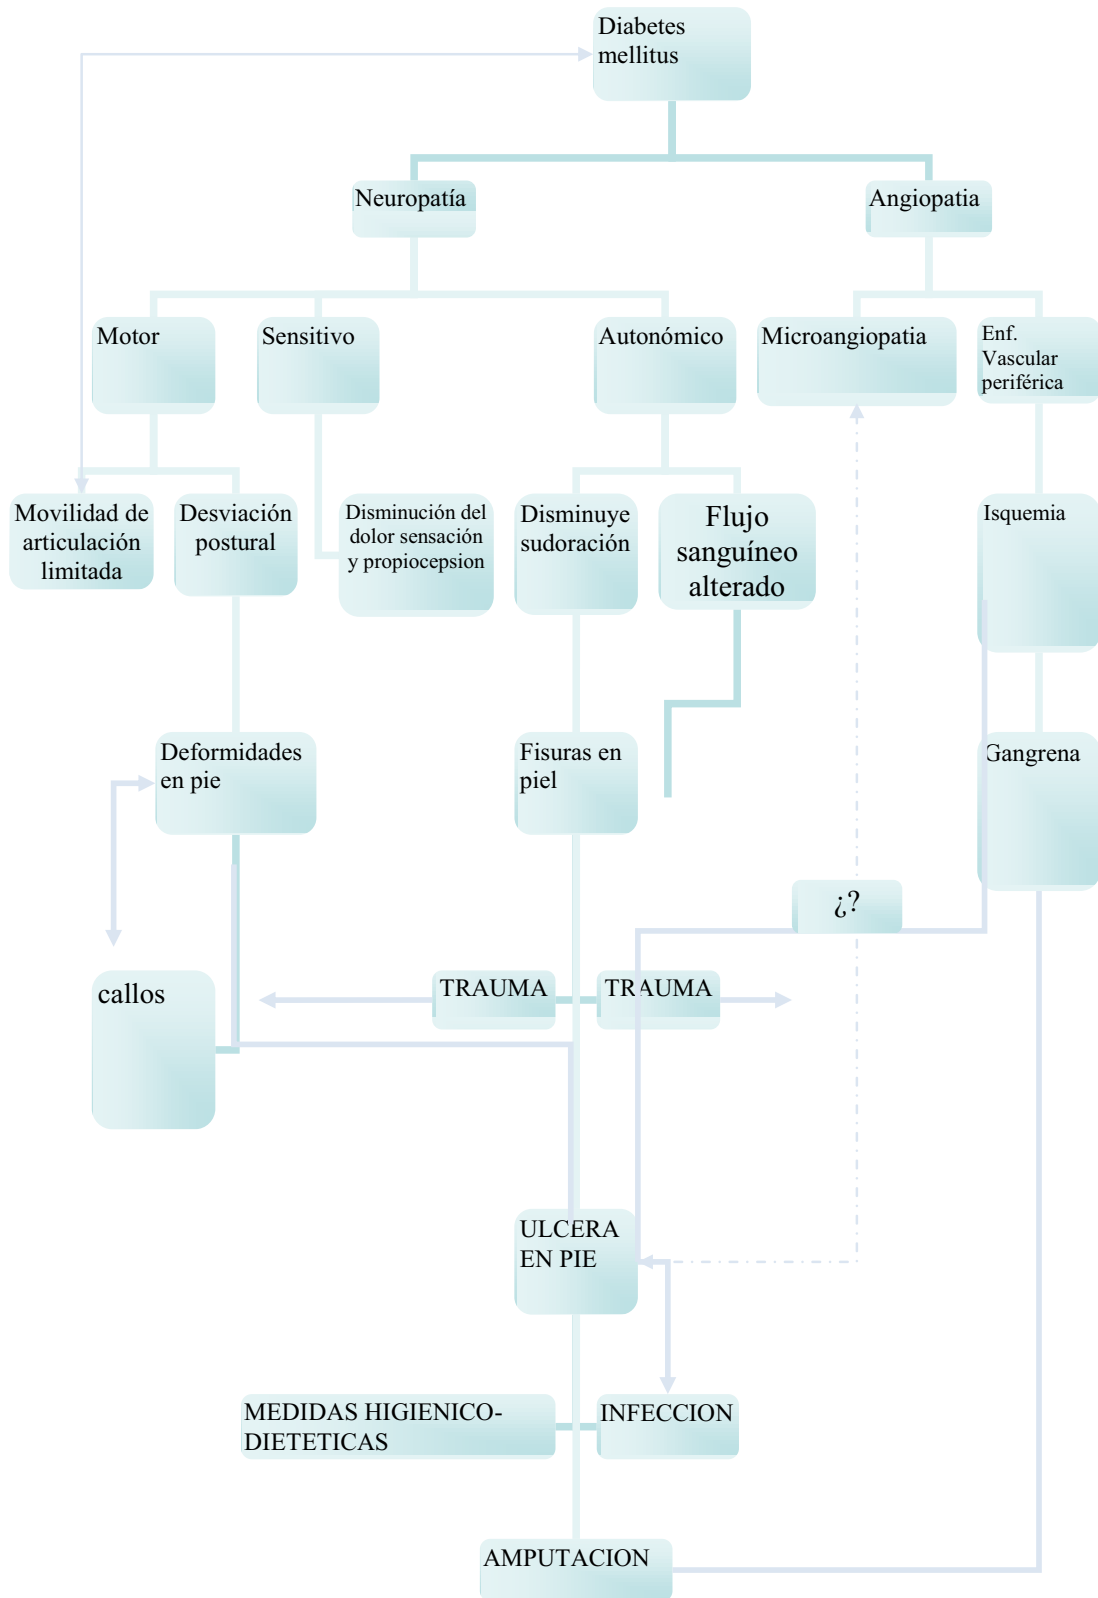 Diabetes
mellitus
Neuropatía
Angiopatia
Motor
Sensitivo
Autonómico
Microangiopatia
Enf.
Vascular
periférica
Movilidad de
articulación
limitada
Desviación
postural
Disminución del
dolor sensación
y propiocepsion
Disminuye
sudoración
Flujo
sanguíneo
alterado
Isquemia
Deformidades
en pie
Fisuras en
piel
Gangrena
¿?
callos
TRAUMA
TRAUMA
ULCERA
EN PIE
MEDIDAS HIGIENICO-
DIETETICAS
INFECCION
AMPUTACION